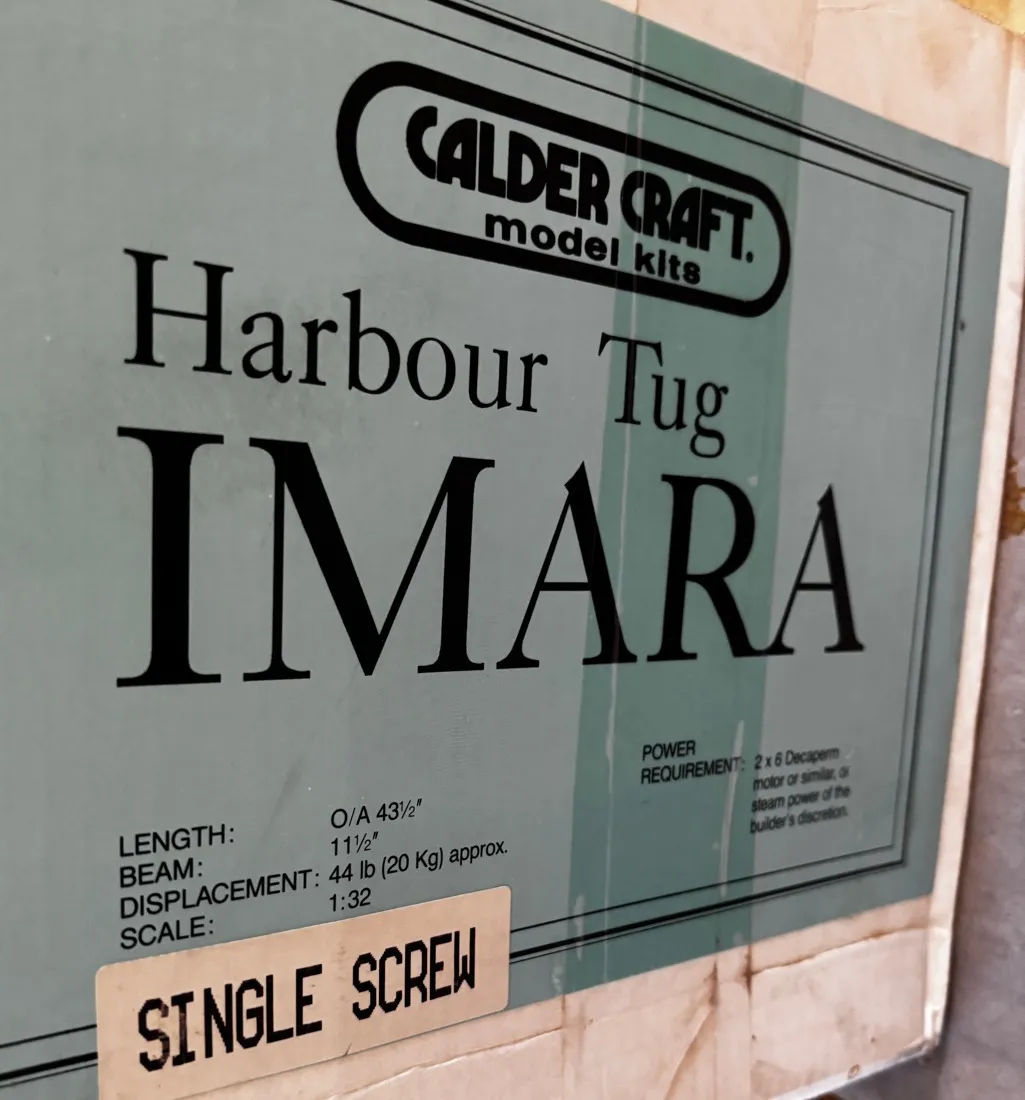 CALDER CRAFT.
model kits
Harbour Tug
IMARA
POWER
REQUIREMENT: 2 x 6 Decaperm
motor or similar, or
steam power of the
builder's discretion.
LENGTH: O/A 43½"
BEAM: 11½"
DISPLACEMENT: 44 lb (20 Kg) approx.
SCALE: 1:32
SINGLE SCREW